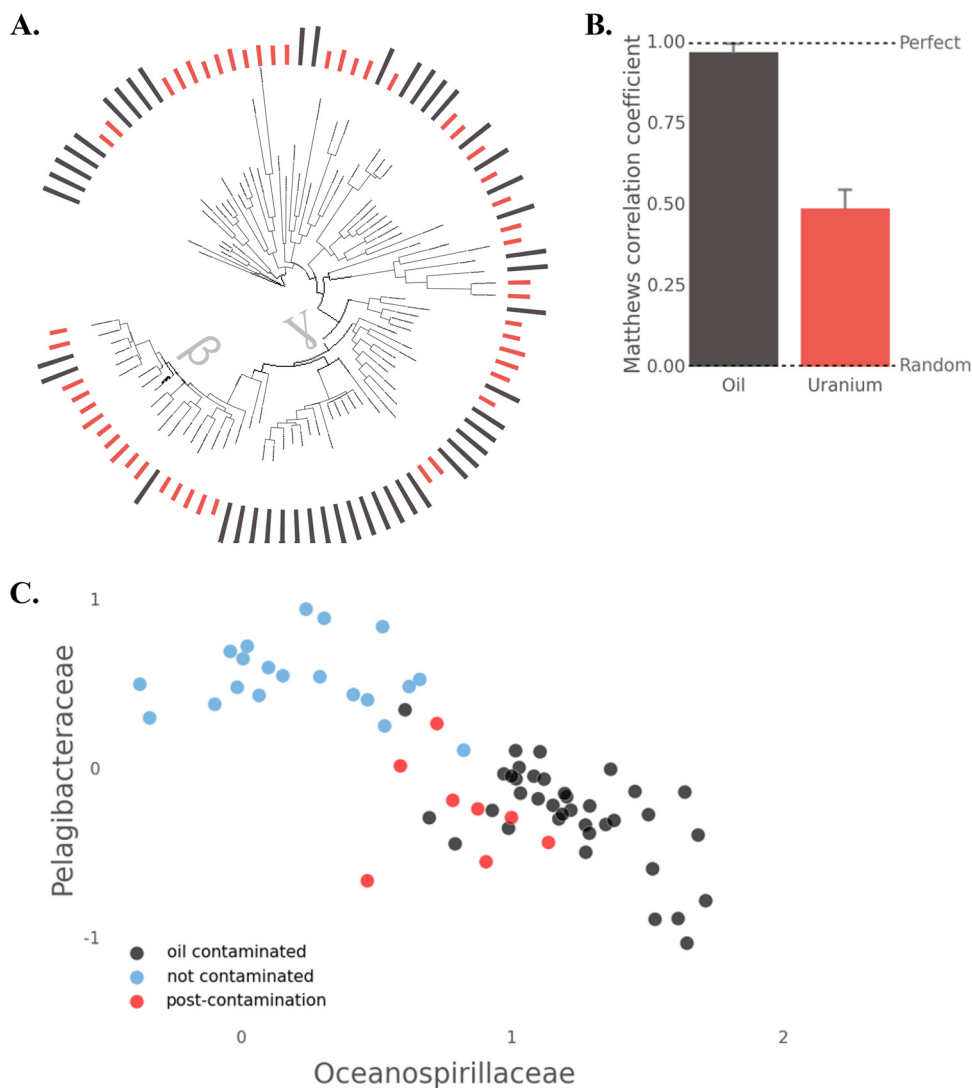 A.
β
γ
B.
Matthews correlation coefficient
1.00
0.75
0.50
0.25
0.00
Perfect
Random
Oil
Uranium
C.
Pelagibacteraceae
1
0
-1
oil contaminated
not contaminated
post-contamination
0
1
2
Oceanospirillaceae